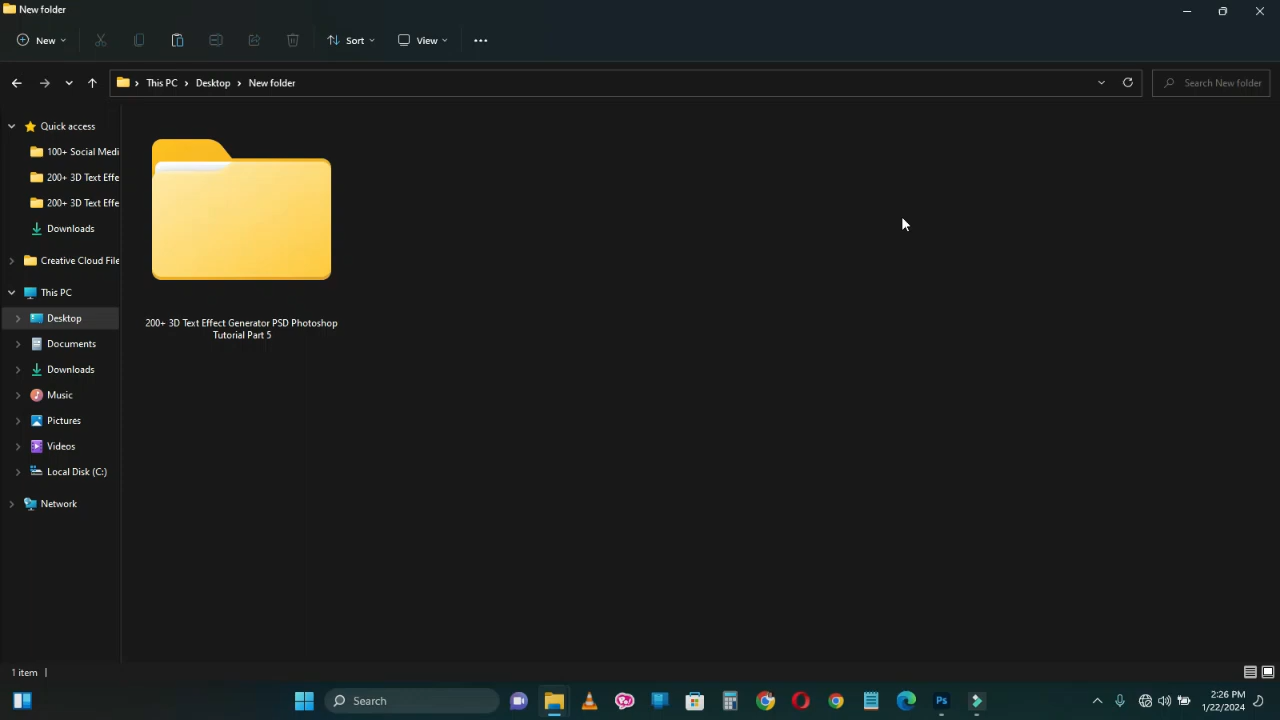 New folder
New
Sort
View
This PC
Desktop
New folder
Search New folder
Quick access
100+ Social Medi
200+ 3D Text Effe
200+ 3D Text Effe
Downloads
Creative Cloud File
This PC
Desktop
Documents
Downloads
Music
Pictures
Videos
Local Disk (C:)
Network
200+ 3D Text Effect Generator PSD Photoshop
Tutorial Part 5
1 item
Search
Ps
2:26 PM
1/22/2024